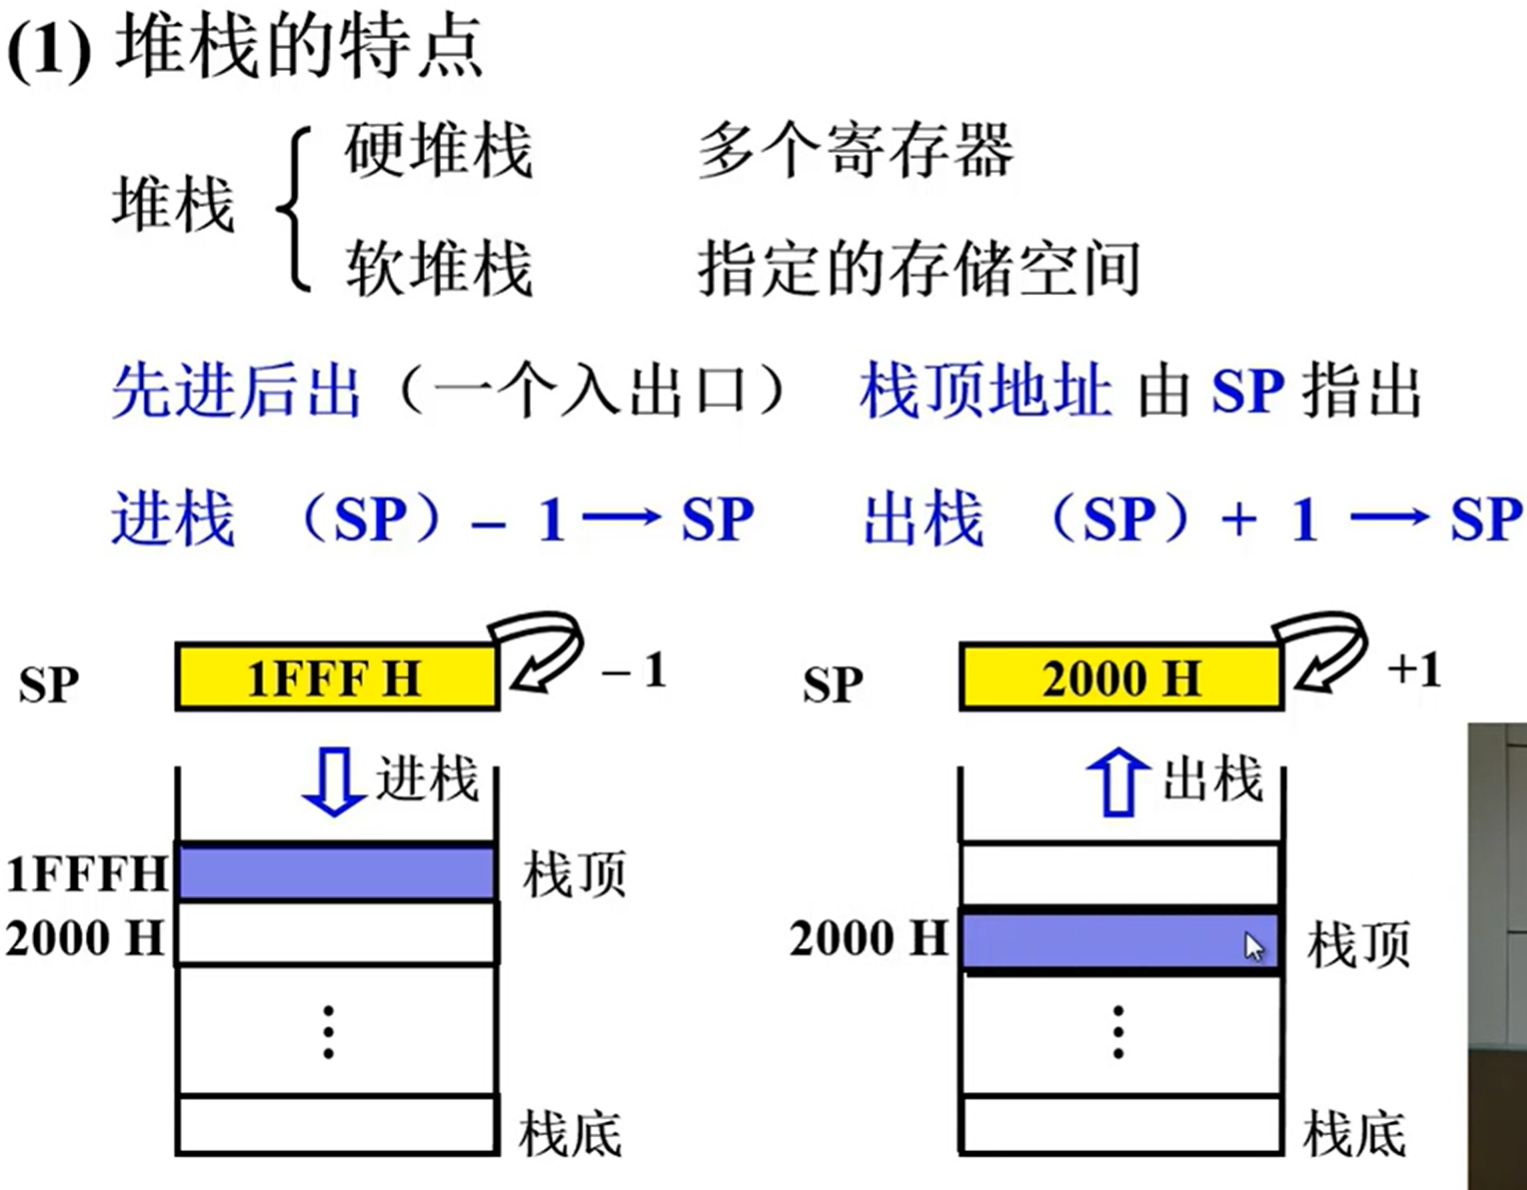 (1) 堆栈的特点
硬堆栈 多个寄存器
堆栈
软堆栈 指定的存储空间
先进后出（一个入出口） 栈顶地址 由 SP 指出
进栈 （SP）– 1 → SP 出栈 （SP）+ 1 → SP
SP 1FFF H – 1 SP 2000 H +1
进栈 出栈
1FFFH 栈顶
2000 H 2000 H 栈顶
⋮ ⋮
栈底 栈底